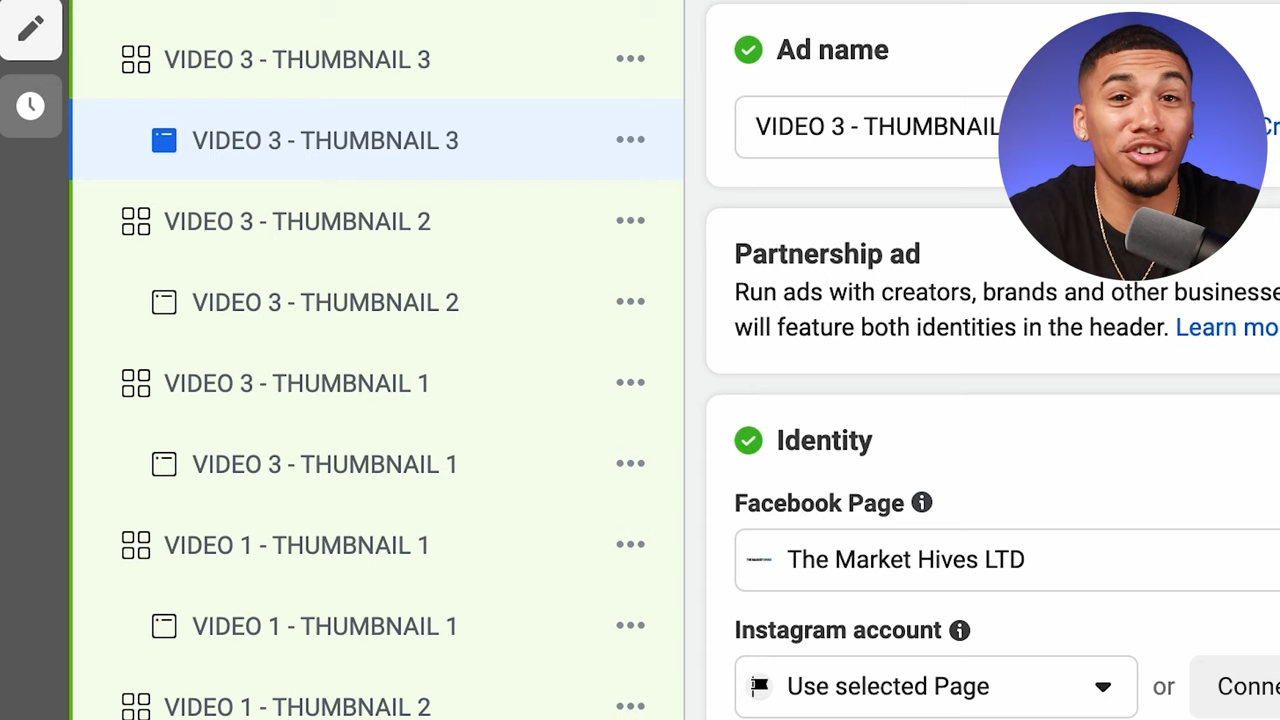 VIDEO 3 - THUMBNAIL 3
VIDEO 3 - THUMBNAIL 3
VIDEO 3 - THUMBNAIL 2
VIDEO 3 - THUMBNAIL 2
VIDEO 3 - THUMBNAIL 1
VIDEO 3 - THUMBNAIL 1
VIDEO 1 - THUMBNAIL 1
VIDEO 1 - THUMBNAIL 1
VIDEO 1 - THUMBNAIL 2
Ad name
VIDEO 3 - THUMBNAIL
Cr
Partnership ad
Run ads with creators, brands and other businesse
will feature both identities in the header. Learn mo
Identity
Facebook Page
The Market Hives LTD
Instagram account
Use selected Page
or
Conne